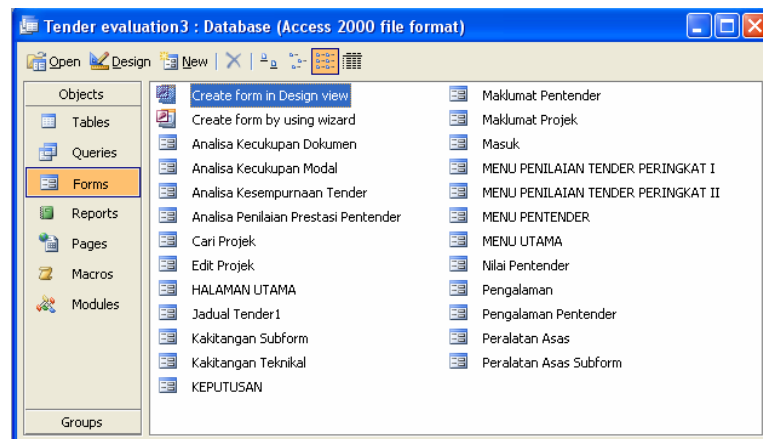 Tender evaluation3 : Database (Access 2000 file format)
Open Design New
Objects
Tables
Queries
Forms
Reports
Pages
Macros
Modules
Groups
Create form in Design view
Create form by using wizard
Analisa Kecukupan Dokumen
Analisa Kecukupan Modal
Analisa Kesempurnaan Tender
Analisa Penilaian Prestasi Pentender
Cari Projek
Edit Projek
HALAMAN UTAMA
Jadual Tender1
Kakitangan Subform
Kakitangan Teknikal
KEPUTUSAN
Maklumat Pentender
Maklumat Projek
Masuk
MENU PENILAIAN TENDER PERINGKAT I
MENU PENILAIAN TENDER PERINGKAT II
MENU PENTENDER
MENU UTAMA
Nilai Pentender
Pengalaman
Pengalaman Pentender
Peralatan Asas
Peralatan Asas Subform